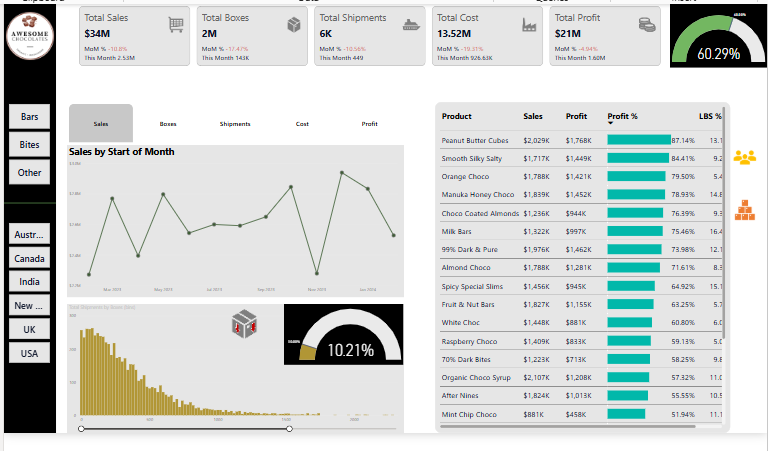 AWESOME
CHOCOLATES
Total Sales
$34M
MoM % -10.8%
This Month 2.53M
Total Boxes
2M
MoM % -17.47%
This Month 143K
Total Shipments
6K
MoM % -10.56%
This Month 449
Total Cost
13.52M
MoM % -19.31%
This Month 926.63K
Total Profit
$21M
MoM % -4.94%
This Month 1.60M
60.29%
Bars
Bites
Other
Austr...
Canada
India
New ...
UK
USA
Sales Boxes Shipments Cost Profit
Sales by Start of Month
10.21%
Product Sales Profit Profit % LBS %
Peanut Butter Cubes $2,029K $1,768K 87.14% 13.1
Smooth Silky Salty $1,717K $1,449K 84.41% 9.2
Orange Choco $1,788K $1,421K 79.50% 5.4
Manuka Honey Choco $1,839K $1,452K 78.93% 14.8
Choco Coated Almonds $1,236K $944K 76.39% 9.3
Milk Bars $1,322K $997K 75.46% 16.4
99% Dark & Pure $1,976K $1,462K 73.98% 12.1
Almond Choco $1,788K $1,281K 71.61% 8.3
Spicy Special Slims $1,456K $945K 64.92% 15.1
Fruit & Nut Bars $1,827K $1,155K 63.25% 5.7
White Choc $1,448K $881K 60.80% 6.0
Raspberry Choco $1,409K $833K 59.13% 5.0
70% Dark Bites $1,223K $713K 58.25% 9.8
Organic Choco Syrup $2,107K $1,208K 57.32% 11.0
After Nines $1,824K $1,013K 55.55% 10.5
Mint Chip Choco $881K $458K 51.94% 11.1